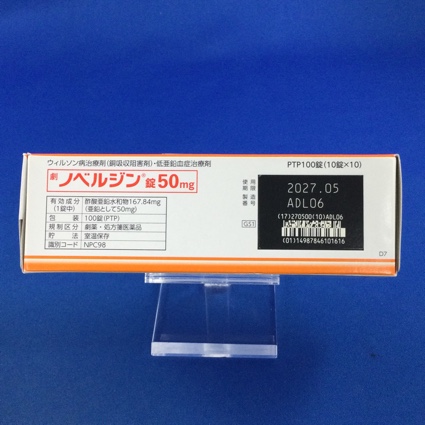 ウィルソン病治療剤(銅吸収阻害剤)・低亜鉛血症治療剤
PTP100錠(10錠×10)
劇 ノベルジン®錠50mg
有効成分 酢酸亜鉛水和物167.84mg
(1錠中) (亜鉛として50mg)
包装 100錠(PTP)
規制区分 劇薬・処方箋医薬品
貯法 室温保存
識別コード NPC98
使用期限
製造番号
2027.05
ADL06
GS1
(17)270500(10)ADL06
(01)14987846101616
D7